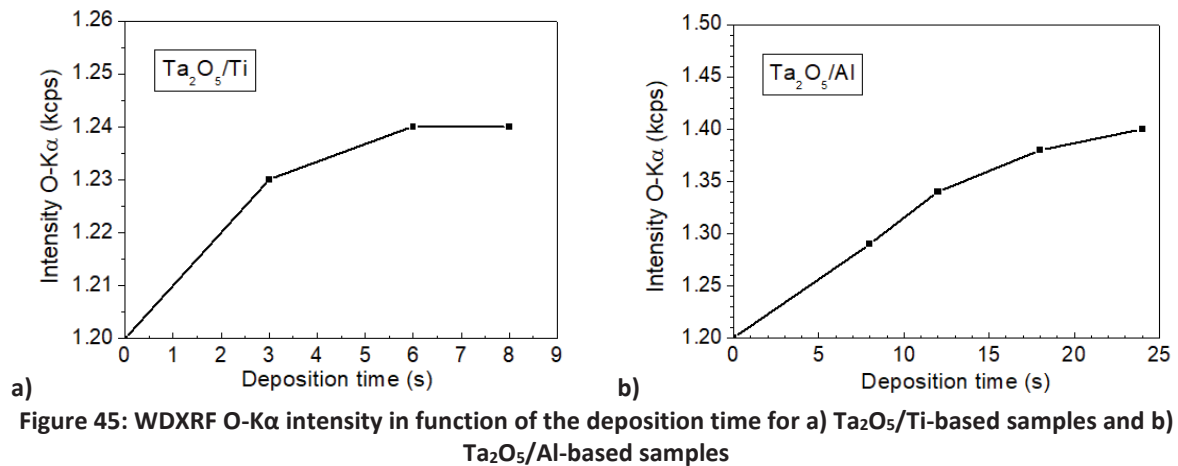 1.26
1.25
1.24
1.23
1.22
1.21
1.20
Intensity O-Kα (kcps)
Ta₂O₅/Ti
0 1 2 3 4 5 6 7 8 9
Deposition time (s)
a)
1.50
1.45
1.40
1.35
1.30
1.25
1.20
Intensity O-Kα (kcps)
Ta₂O₅/Al
0 5 10 15 20 25
Deposition time (s)
b)
Figure 45: WDXRF O-Kα intensity in function of the deposition time for a) Ta₂O₅/Ti-based samples and b)
Ta₂O₅/Al-based samples